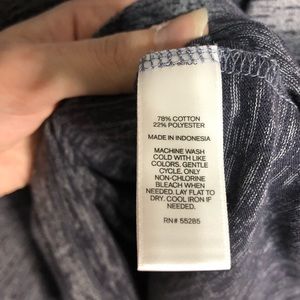 78% COTTON
22% POLYESTER
MADE IN INDONESIA
MACHINE WASH
COLD WITH LIKE
COLORS. GENTLE
CYCLE. ONLY
NON-CHLORINE
BLEACH WHEN
NEEDED. LAY FLAT TO
DRY. COOL IRON IF
NEEDED.
RN# 55285